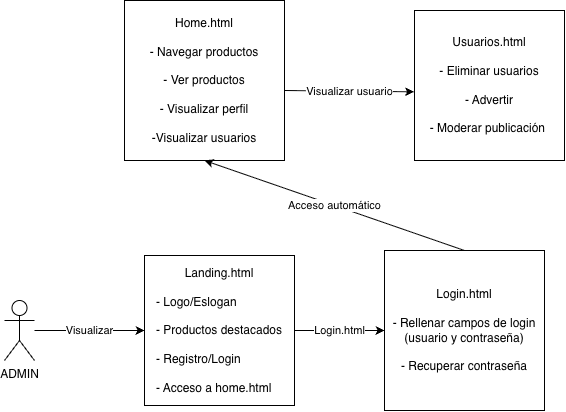 Home.html
- Navegar productos
- Ver productos
- Visualizar perfil
-Visualizar usuarios
Visualizar usuario
Usuarios.html
- Eliminar usuarios
- Advertir
- Moderar publicación
Acceso automático
ADMIN
Visualizar
Landing.html
- Logo/Eslogan
- Productos destacados
- Registro/Login
- Acceso a home.html
Login.html
Login.html
- Rellenar campos de login
(usuario y contraseña)
- Recuperar contraseña